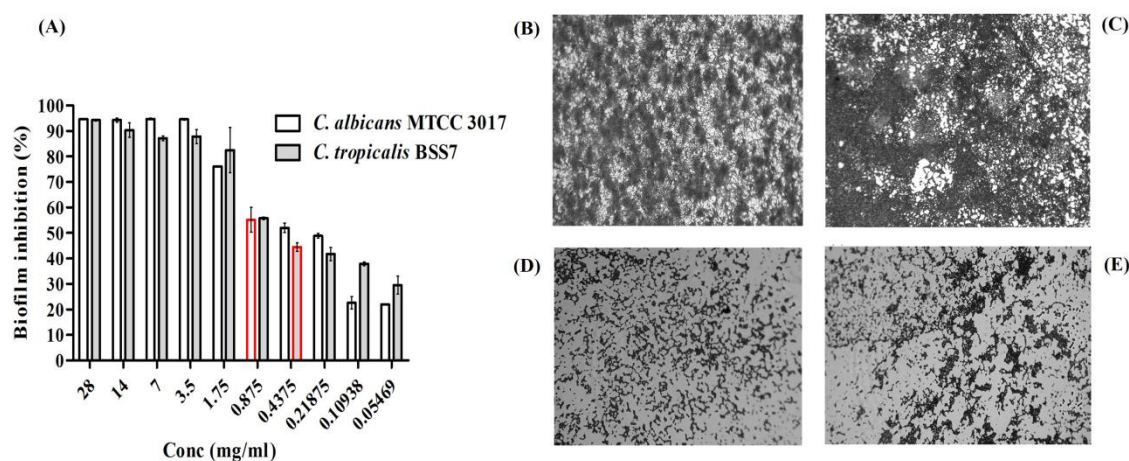 (A)
(B)
(C)
Biofilm inhibition (%)
100
90
80
70
60
50
40
30
20
10
0
C. albicans MTCC 3017
C. tropicalis BSS7
28
14
7
3.5
1.75
0.875
0.4375
0.21875
0.10938
0.05469
Conc (mg/ml)
(D)
(E)